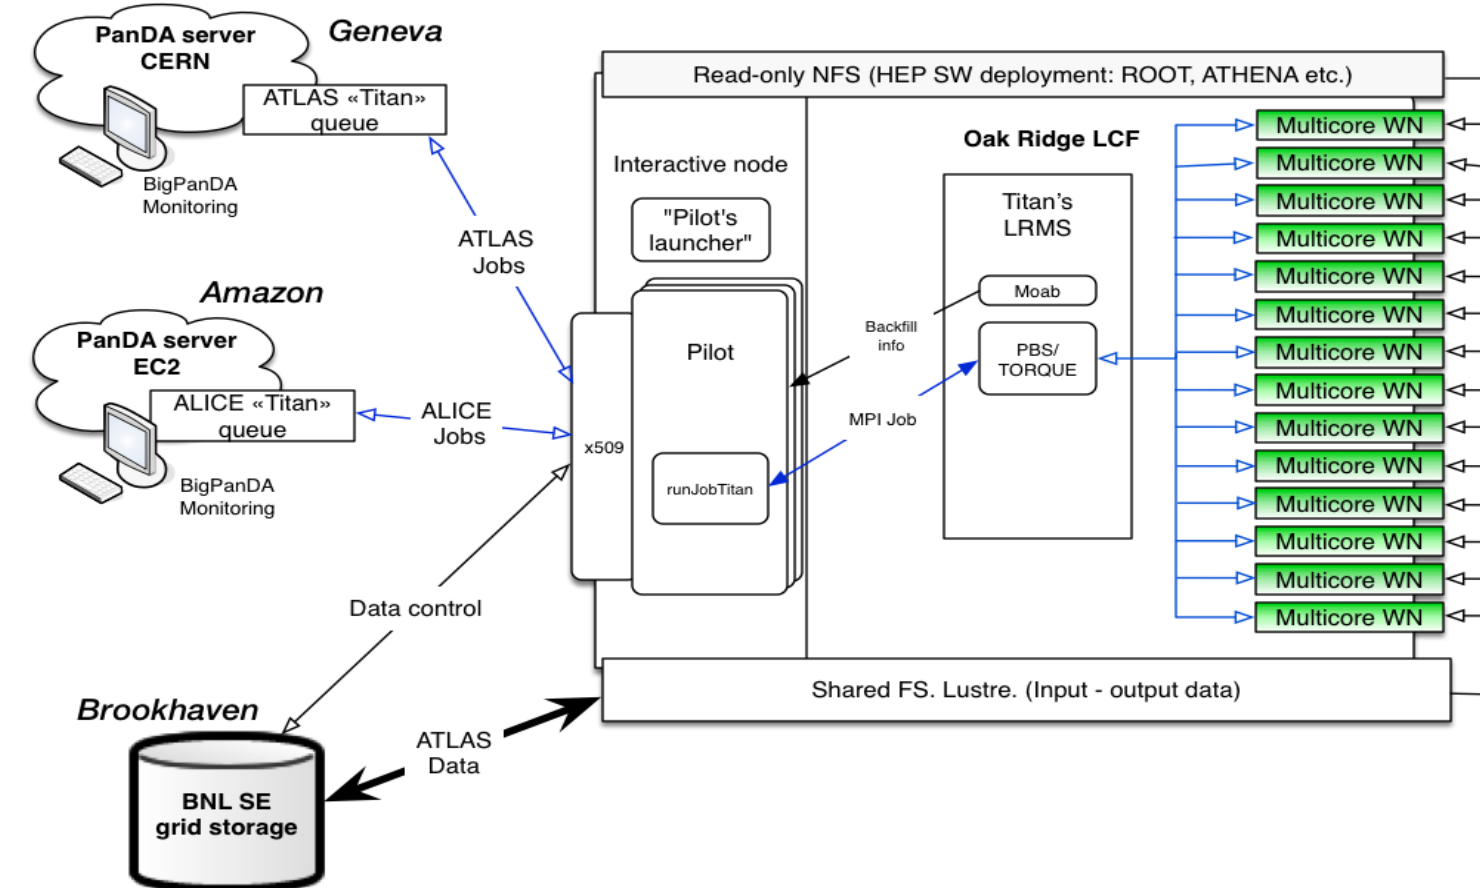 Geneva
PanDA server
CERN
ATLAS «Titan»
queue
BigPanDA
Monitoring
ATLAS
Jobs
Amazon
PanDA server
EC2
ALICE «Titan»
queue
BigPanDA
Monitoring
ALICE
Jobs
Data control
Brookhaven
BNL SE
grid storage
ATLAS
Data
Read-only NFS (HEP SW deployment: ROOT, ATHENA etc.)
Interactive node
"Pilot's
launcher"
Pilot
x509
runJobTitan
Oak Ridge LCF
Titan's
LRMS
Moab
Backfill
info
PBS/
TORQUE
MPI Job
Multicore WN
Multicore WN
Multicore WN
Multicore WN
Multicore WN
Multicore WN
Multicore WN
Multicore WN
Multicore WN
Multicore WN
Multicore WN
Multicore WN
Multicore WN
Multicore WN
Shared FS. Lustre. (Input - output data)